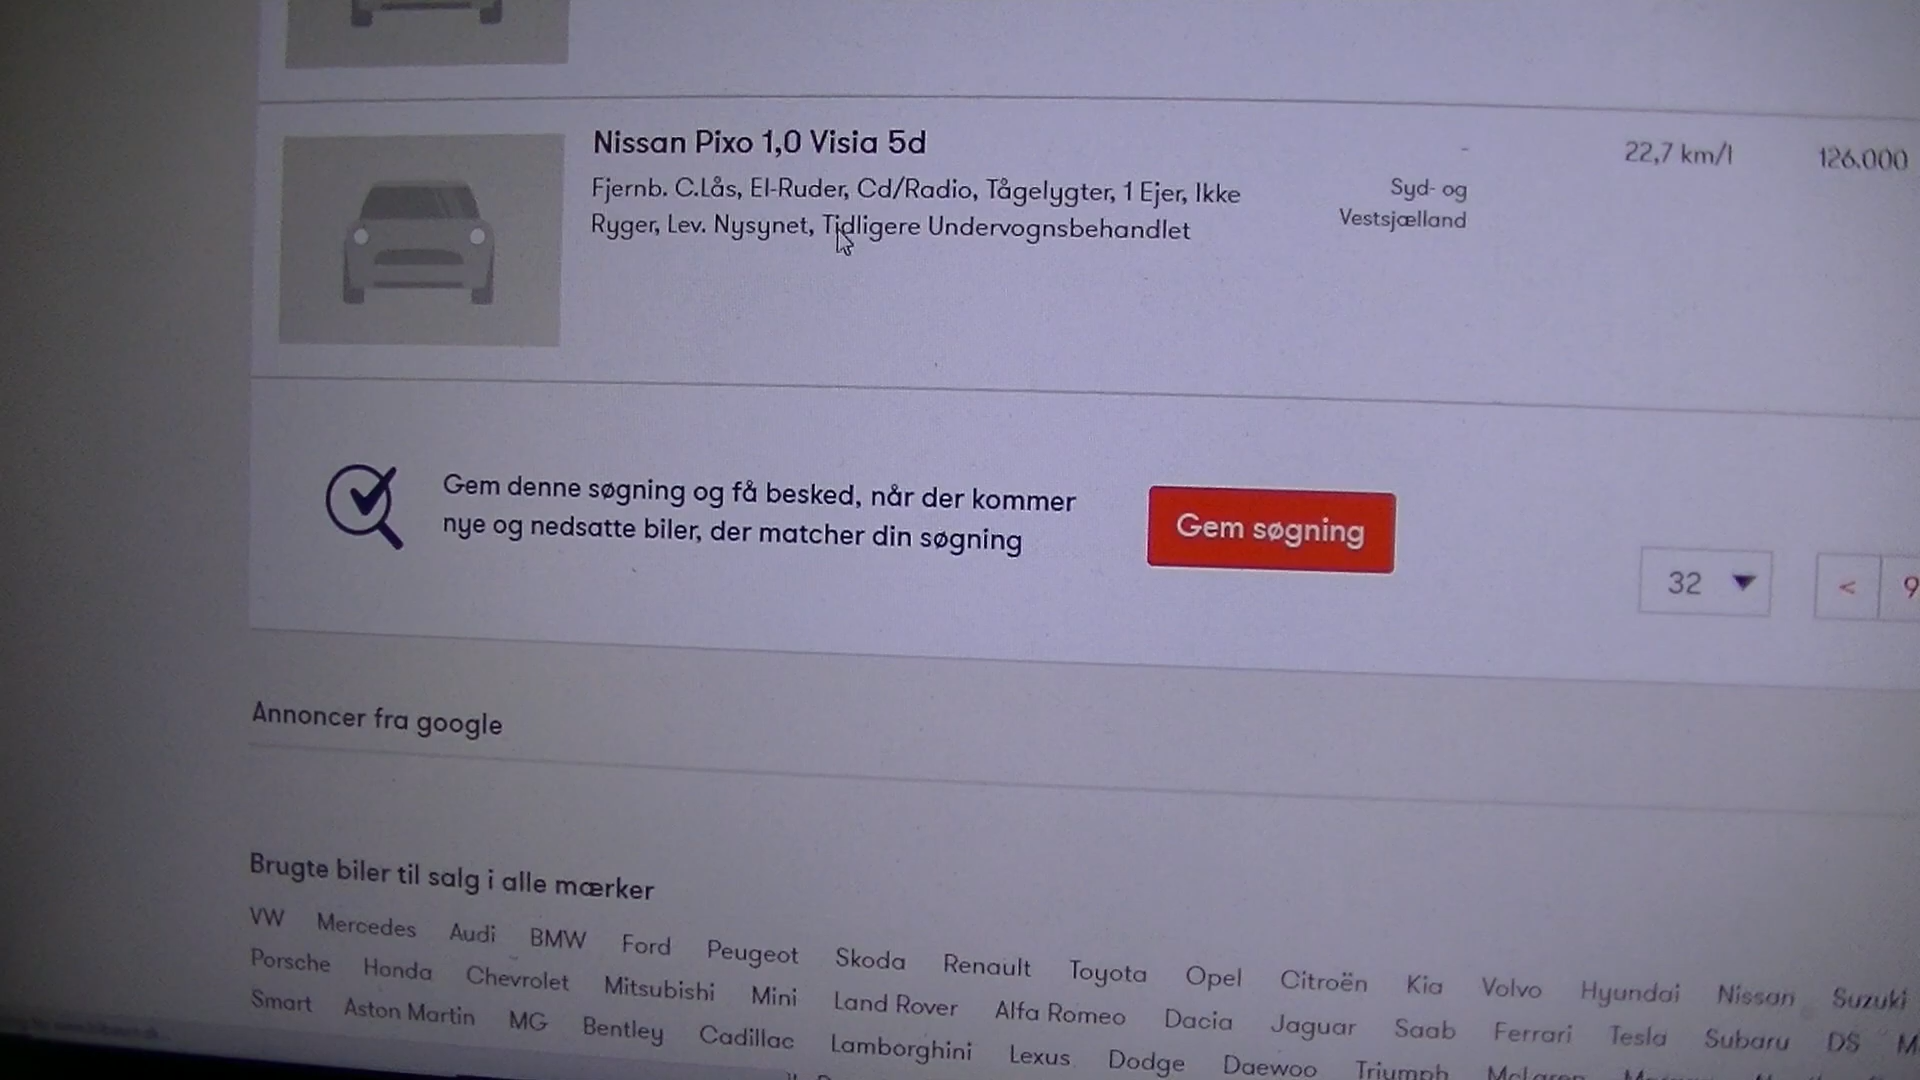 Nissan Pixo 1,0 Visia 5d
Fjernb. C.Lås, El-Ruder, Cd/Radio, Tågelygter, 1 Ejer, Ikke
Ryger, Lev. Nysynet, Tidligere Undervognsbehandlet
-
Syd- og
Vestsjælland
22,7 km/l
126.000
Gem denne søgning og få besked, når der kommer
nye og nedsatte biler, der matcher din søgning
Gem søgning
32
<
9
Annoncer fra google
Brugte biler til salg i alle mærker
VW Mercedes Audi BMW Ford Peugeot Skoda Renault Toyota Opel Citroën Kia Volvo Hyundai Nissan Suzuki
Porsche Honda Chevrolet Mitsubishi Mini Land Rover Alfa Romeo Dacia Jaguar Saab Ferrari Tesla Subaru DS
Smart Aston Martin MG Bentley Cadillac Lamborghini Lexus Dodge Daewoo Triumph McLaren